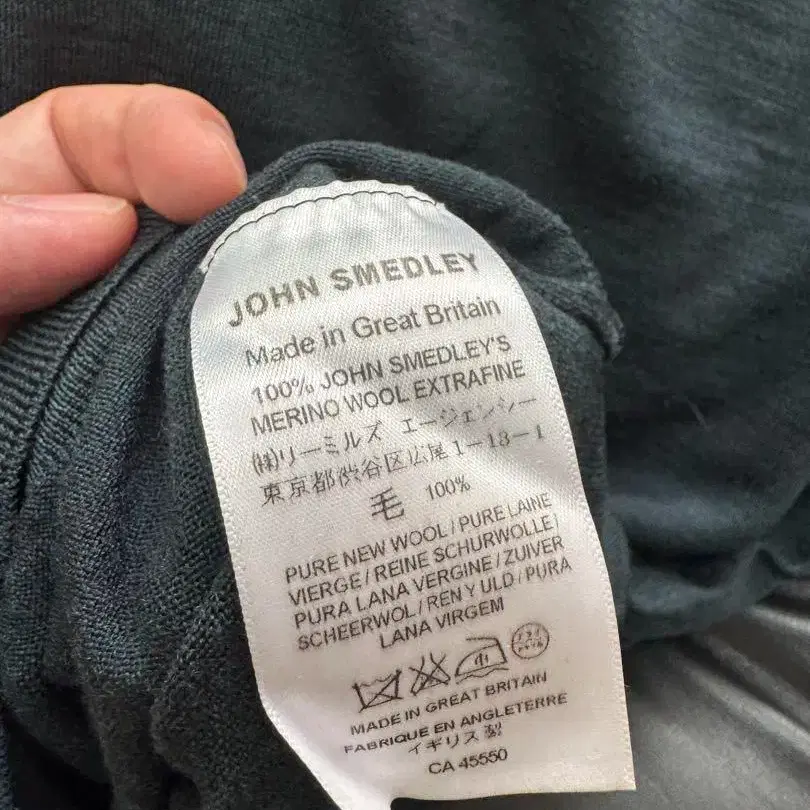 JOHN SMEDLEY
Made in Great Britain
100% JOHN SMEDLEY'S
MERINO WOOL EXTRAFINE
(株)リーミルズ エージェンシー
東京都渋谷区広尾1-13-1
毛 100%
PURE NEW WOOL / PURE LAINE
VIERGE / REINE SCHURWOLLE /
PURA LANA VERGINE / ZUIVER
SCHEERWOL / REN Y ULD / PURA
LANA VIRGEM
MADE IN GREAT BRITAIN
FABRIQUE EN ANGLETERRE
イギリス製
CA 45550